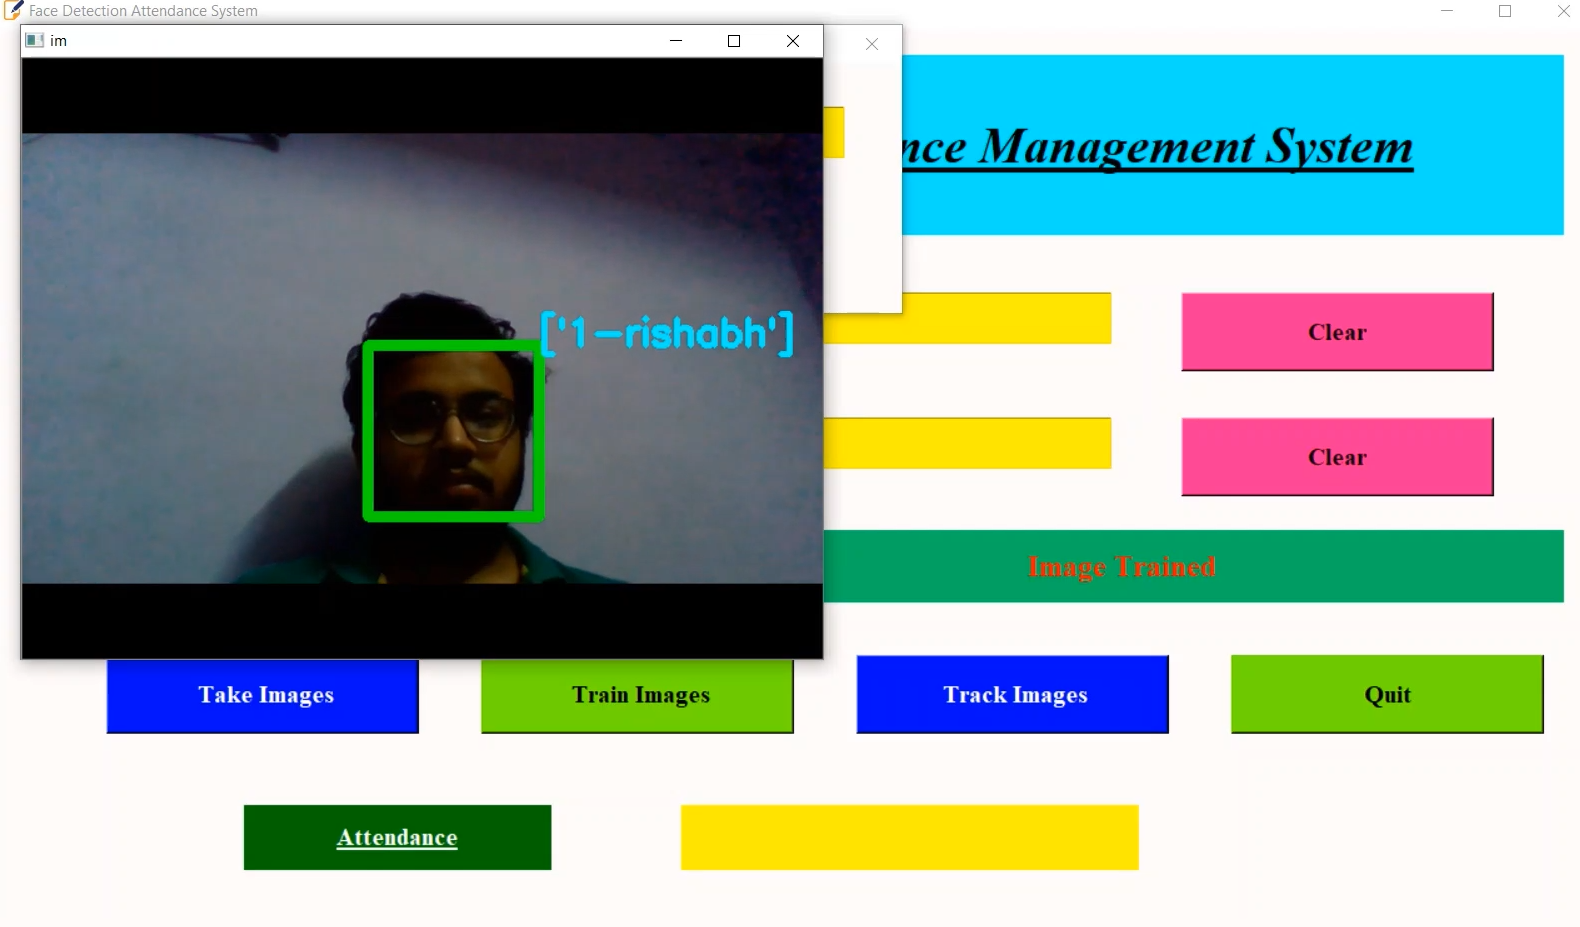 Face Detection Attendance System
im
nce Management System
['1-rishabh']
Clear
Clear
Image Trained
Take Images
Train Images
Track Images
Quit
Attendance